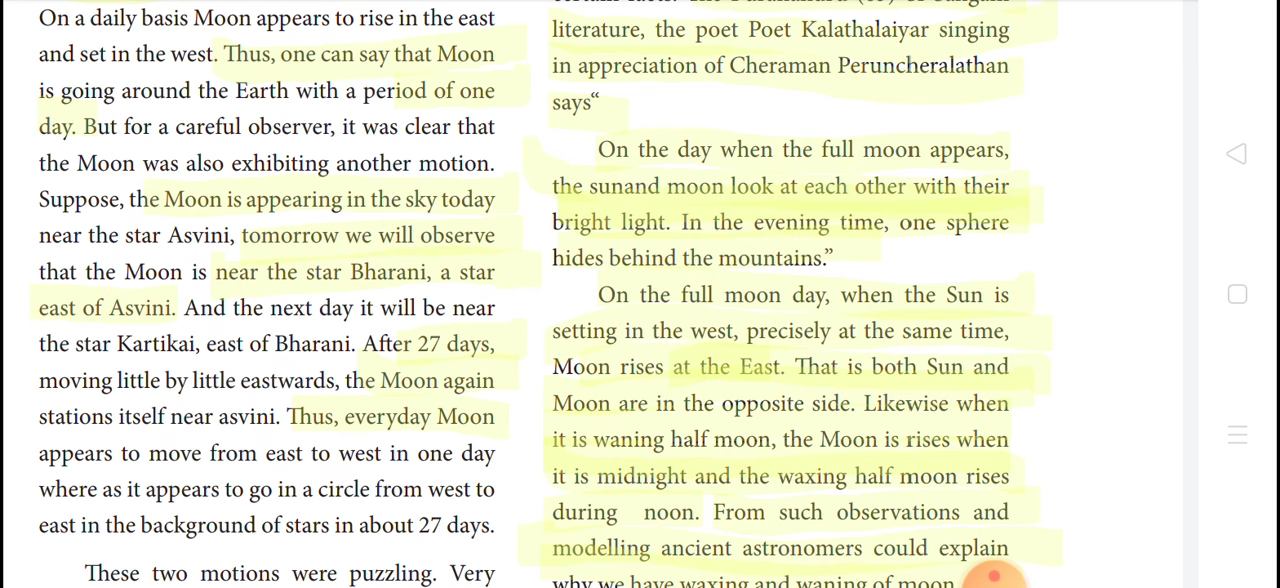 On a daily basis Moon appears to rise in the east
and set in the west. Thus, one can say that Moon
is going around the Earth with a period of one
day. But for a careful observer, it was clear that
the Moon was also exhibiting another motion.
Suppose, the Moon is appearing in the sky today
near the star Asvini, tomorrow we will observe
that the Moon is near the star Bharani, a star
east of Asvini. And the next day it will be near
the star Kartikai, east of Bharani. After 27 days,
moving little by little eastwards, the Moon again
stations itself near asvini. Thus, everyday Moon
appears to move from east to west in one day
where as it appears to go in a circle from west to
east in the background of stars in about 27 days.
These two motions were puzzling. Very
literature, the poet Poet Kalathalaiyar singing
in appreciation of Cheraman Peruncheralathan
says“
On the day when the full moon appears,
the sunand moon look at each other with their
bright light. In the evening time, one sphere
hides behind the mountains.”
On the full moon day, when the Sun is
setting in the west, precisely at the same time,
Moon rises at the East. That is both Sun and
Moon are in the opposite side. Likewise when
it is waning half moon, the Moon is rises when
it is midnight and the waxing half moon rises
during noon. From such observations and
modelling ancient astronomers could explain
why we have waxing and waning of moon